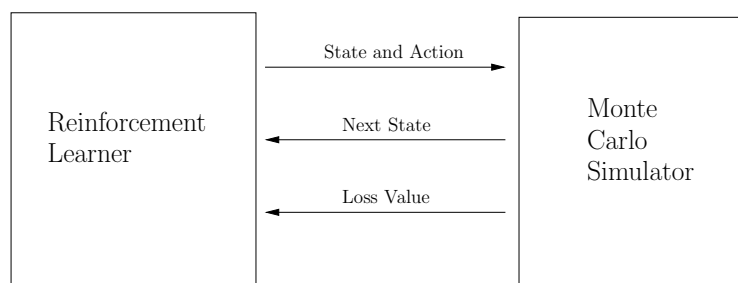 State and Action
Reinforcement
Learner
Next State
Monte
Carlo
Simulator
Loss Value